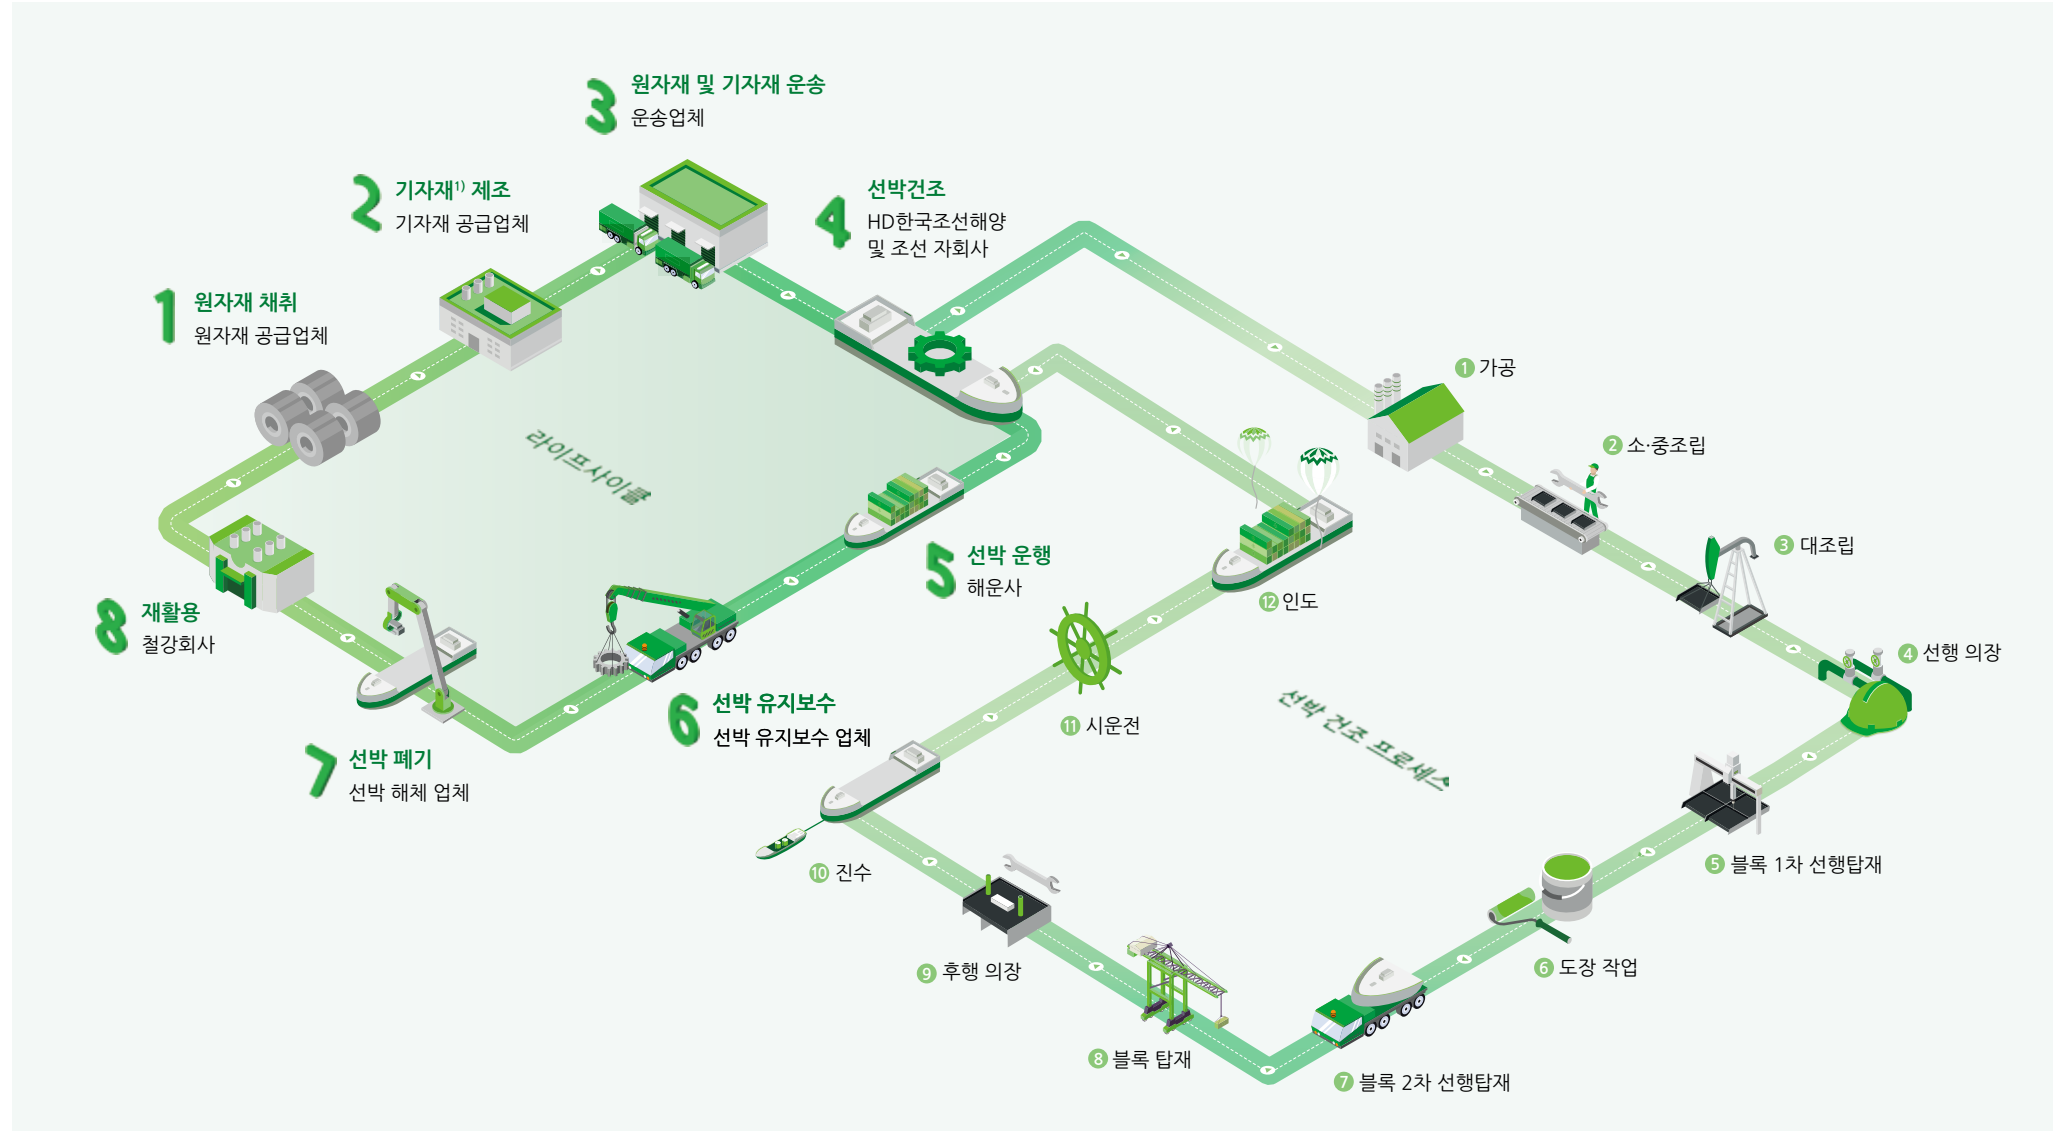 3
원자재 및 기자재 운송
운송업체
2
기자재1) 제조
기자재 공급업체
4
선박건조
HD한국조선해양
및 조선 자회사
1
원자재 채취
원자재 공급업체
밸류체인라이프사이클
5
선박 운행
해운사
8
재활용
철강회사
6
선박 유지보수
선박 유지보수 업체
7
선박 폐기
선박 해체 업체
선박 건조 프로세스
1 가공
2 소·중조립
3 대조립
4 선행 의장
5 블록 1차 선행탑재
6 도장 작업
7 블록 2차 선행탑재
8 블록 탑재
9 후행 의장
10 진수
11 시운전
12 인도